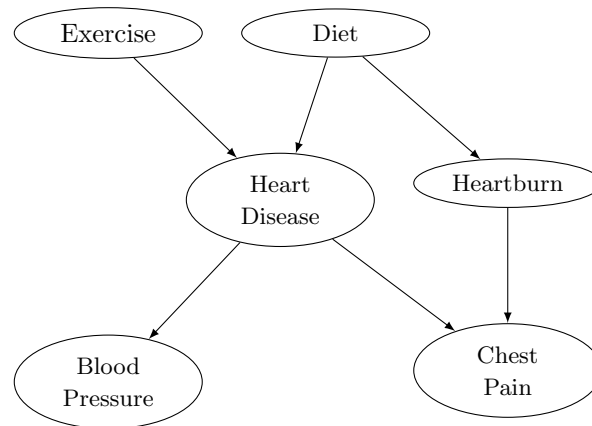 Exercise
Diet
Heart
Disease
Heartburn
Blood
Pressure
Chest
Pain